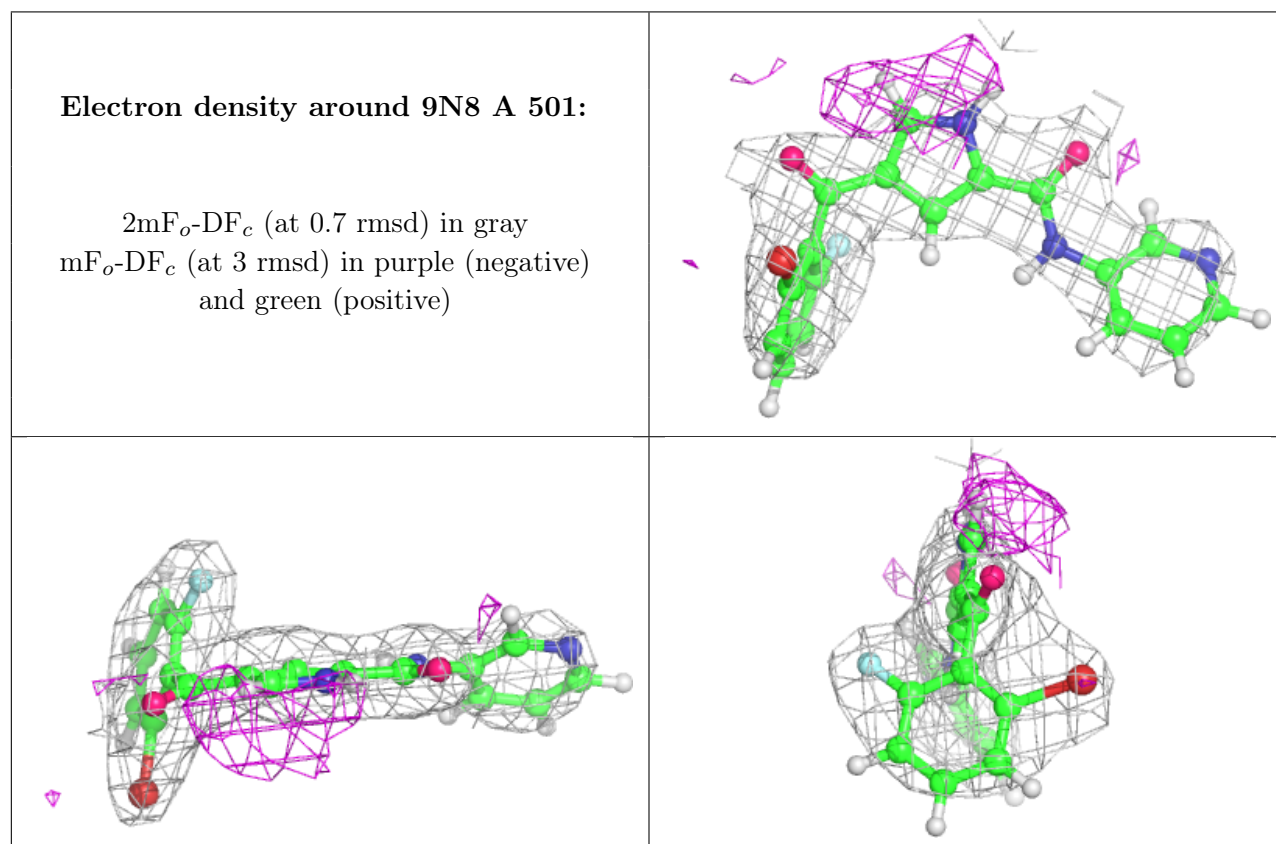 Electron density around 9N8 A 501:
2mFₒ-DF𝒸 (at 0.7 rmsd) in gray
mFₒ-DF𝒸 (at 3 rmsd) in purple (negative)
and green (positive)